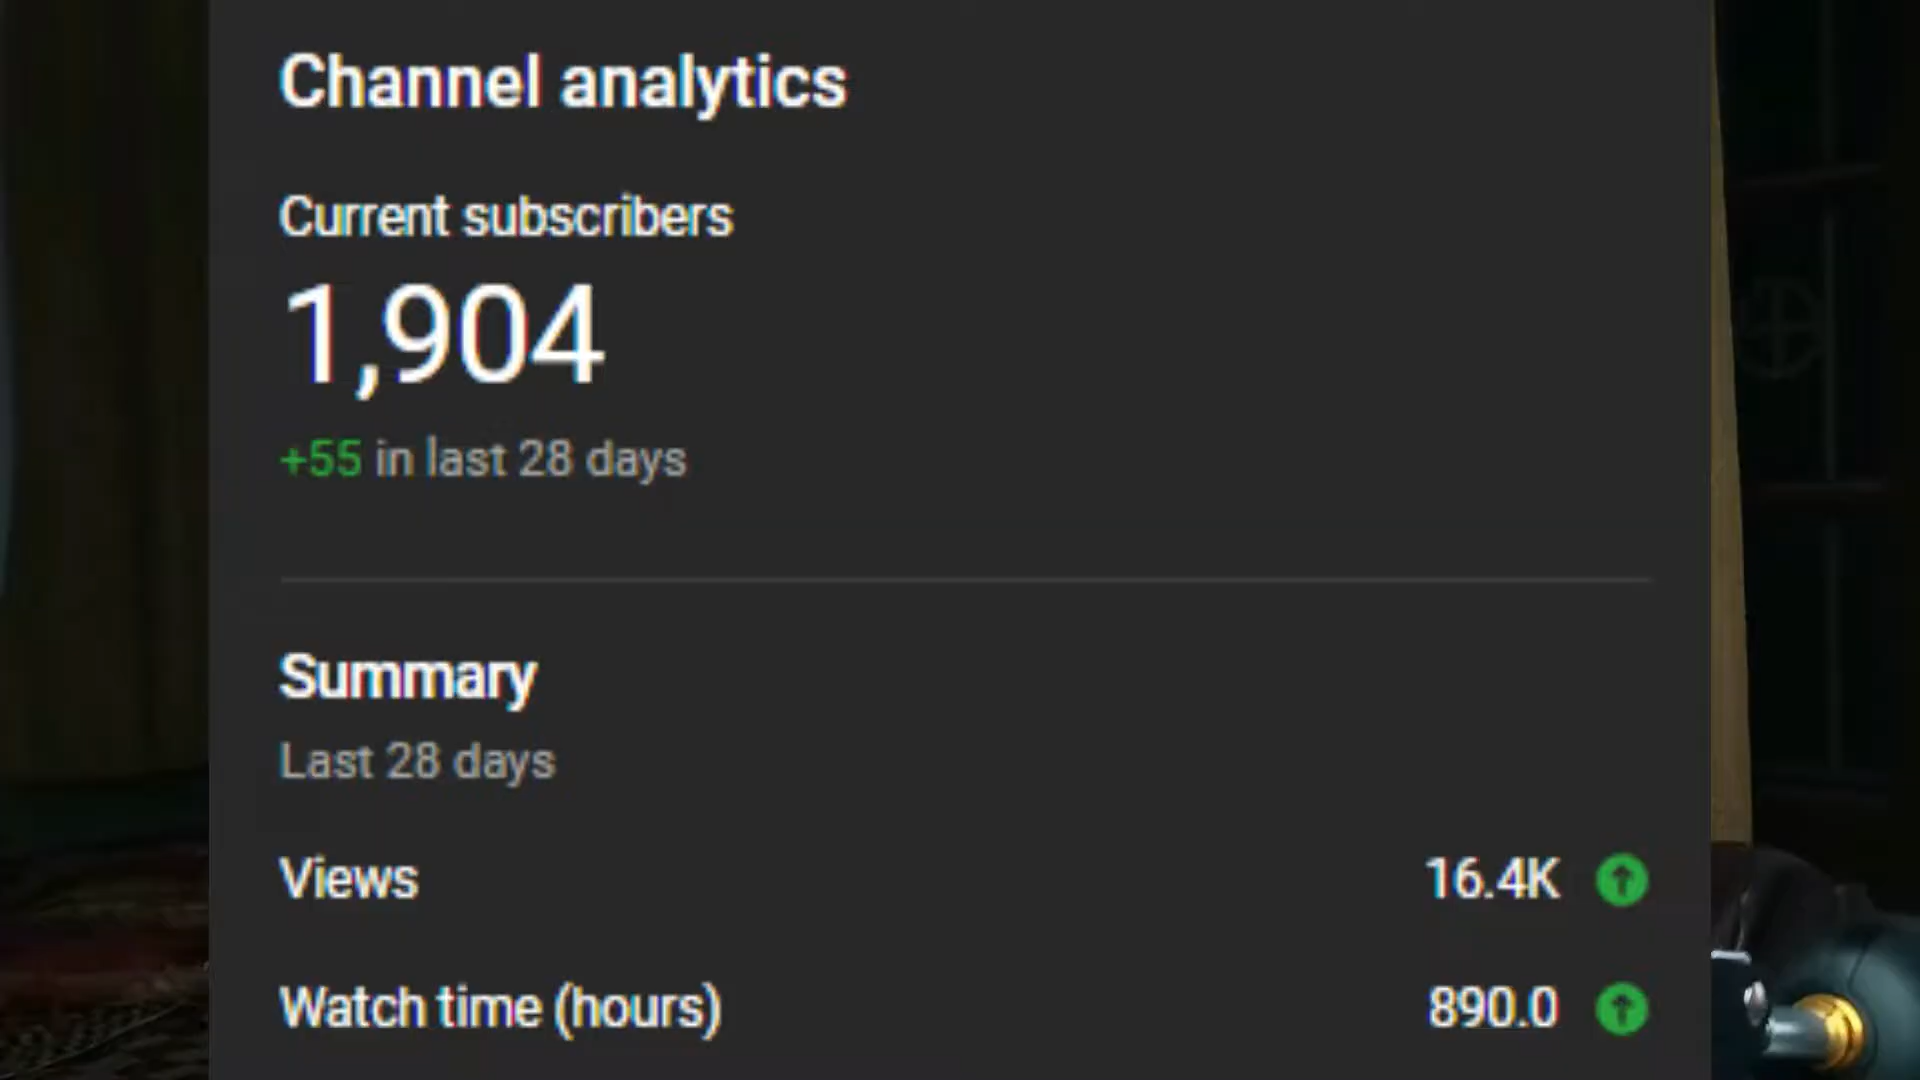 Channel analytics
Current subscribers
1,904
+55 in last 28 days
Summary
Last 28 days
Views 16.4K
Watch time (hours) 890.0